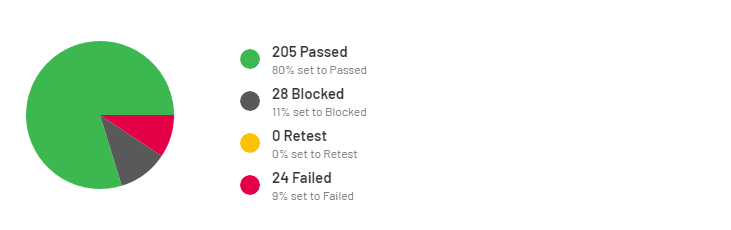 205 Passed
80% set to Passed
28 Blocked
11% set to Blocked
0 Retest
0% set to Retest
24 Failed
9% set to Failed